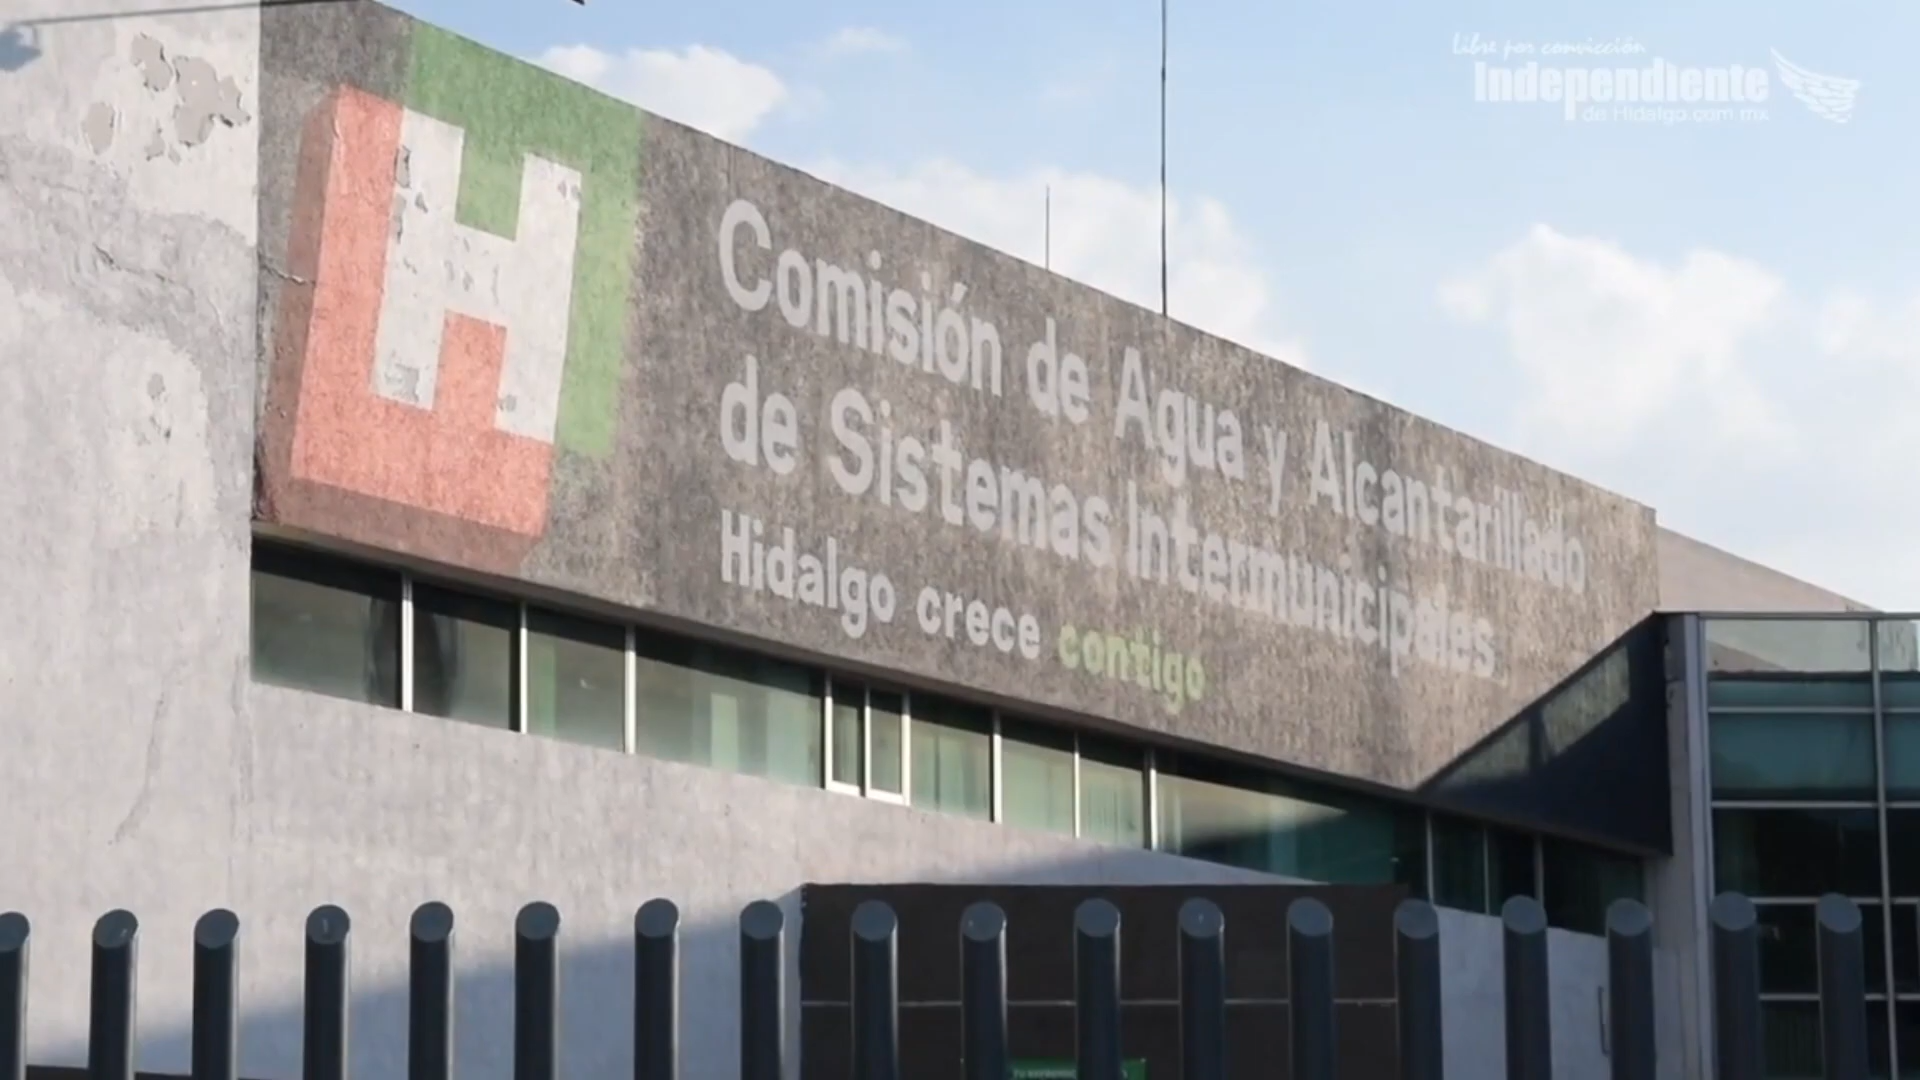 Libre por convicción
Independiente
de Hidalgo.com.mx
H
Comisión de Agua y Alcantarillado
de Sistemas Intermunicipales
Hidalgo crece contigo